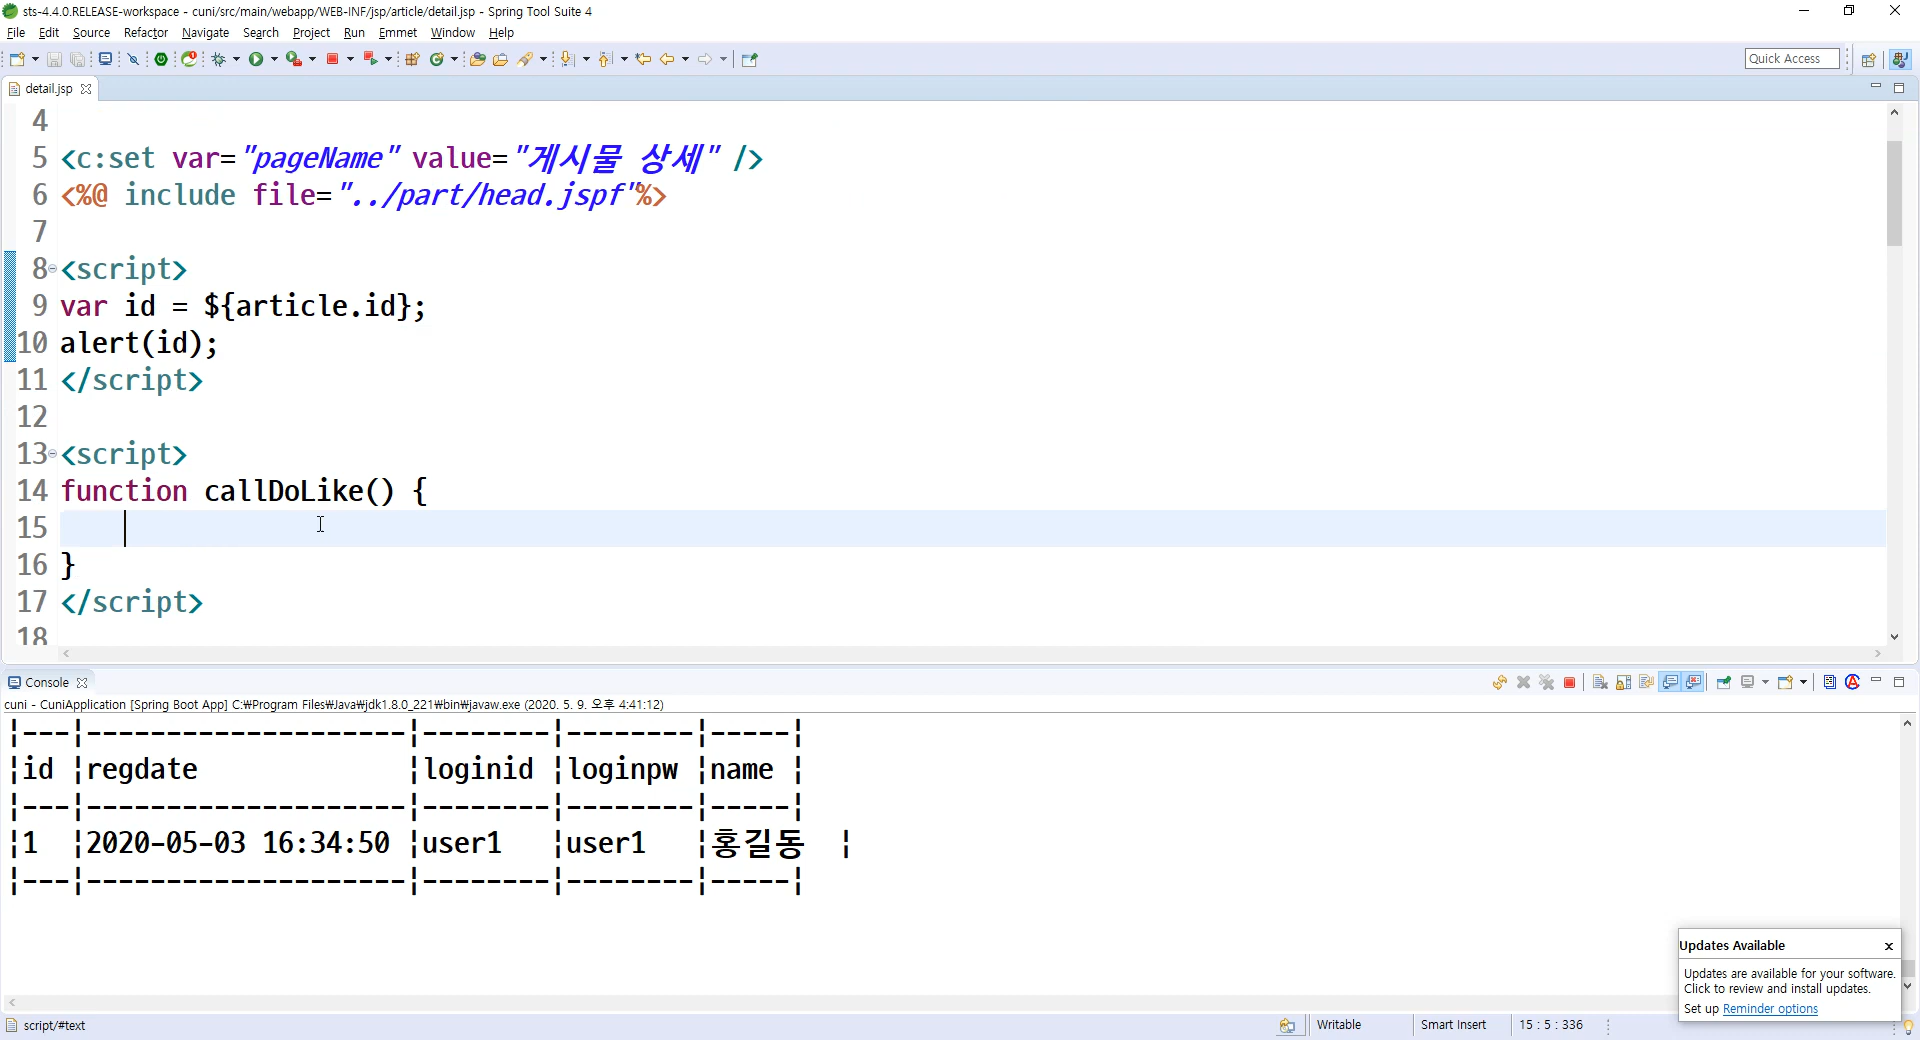 sts-4.4.0.RELEASE-workspace - cuni/src/main/webapp/WEB-INF/jsp/article/detail.jsp - Spring Tool Suite 4
File Edit Source Refactor Navigate Search Project Run Emmet Window Help
Quick Access
detail.jsp
4
5 <c:set var="pageName" value="게시물 상세" />
6 <%@ include file="../part/head.jspf"%>
7
8 <script>
9 var id = ${article.id};
10 alert(id);
11 </script>
12
13 <script>
14 function callDoLike() {
15
16 }
17 </script>
18
Console
cuni - CuniApplication [Spring Boot App] C:₩Program Files₩Java₩jdk1.8.0_221₩bin₩javaw.exe (2020. 5. 9. 오후 4:41:12)
|---|--------------------|--------|--------|-----|
|id |regdate |loginid |loginpw |name |
|---|--------------------|--------|--------|-----|
|1 |2020-05-03 16:34:50 |user1 |user1 |홍길동 |
|---|--------------------|--------|--------|-----|
Updates Available
Updates are available for your software.
Click to review and install updates.
Set up Reminder options
script/#text
Writable
Smart Insert
15 : 5 : 336